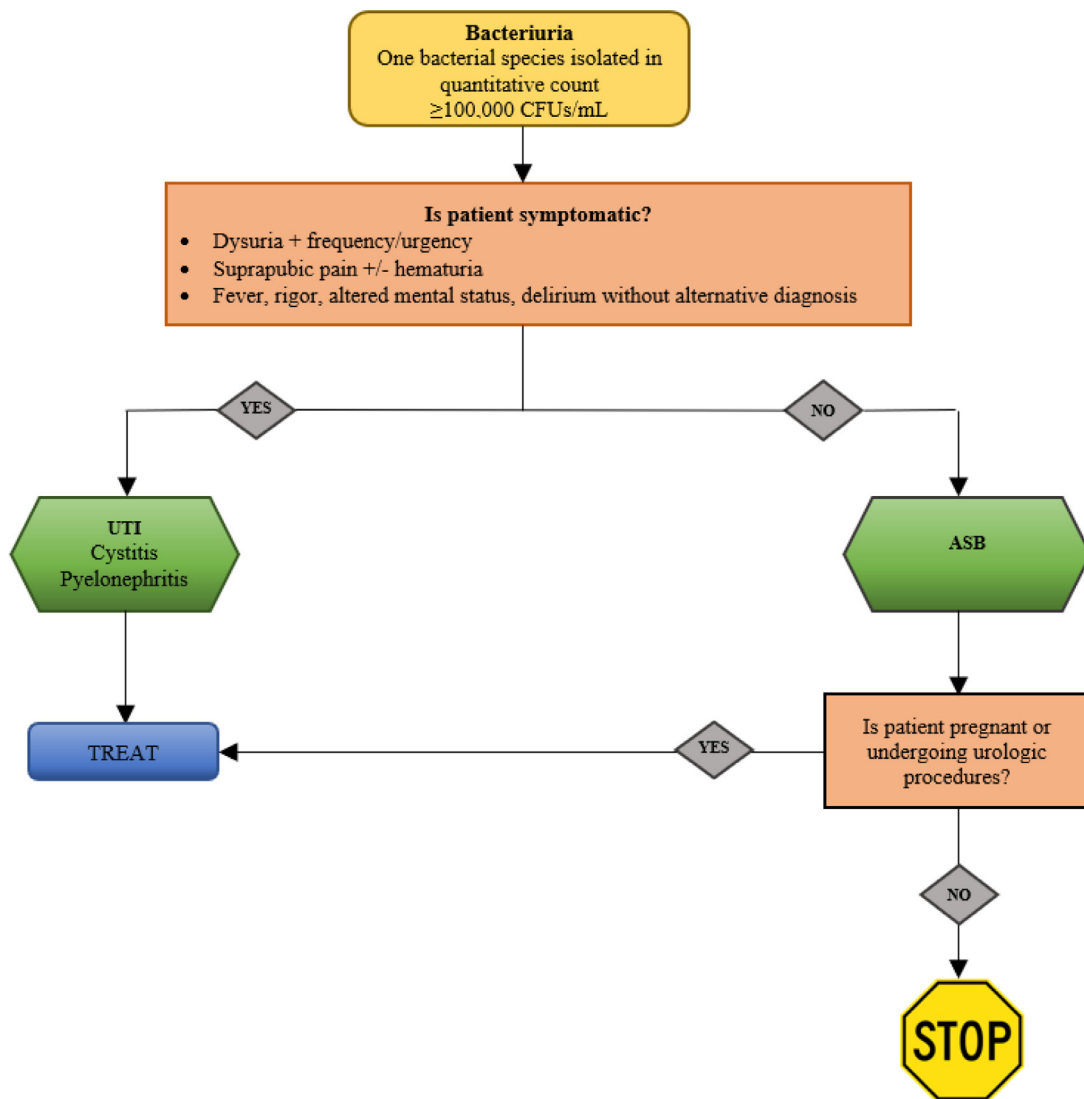 Bacteriuria
One bacterial species isolated in
quantitative count
≥100,000 CFUs/mL
Is patient symptomatic?
• Dysuria + frequency/urgency
• Suprapubic pain +/- hematuria
• Fever, rigor, altered mental status, delirium without alternative diagnosis
YES
NO
UTI
Cystitis
Pyelonephritis
ASB
TREAT
YES
Is patient pregnant or
undergoing urologic
procedures?
NO
STOP